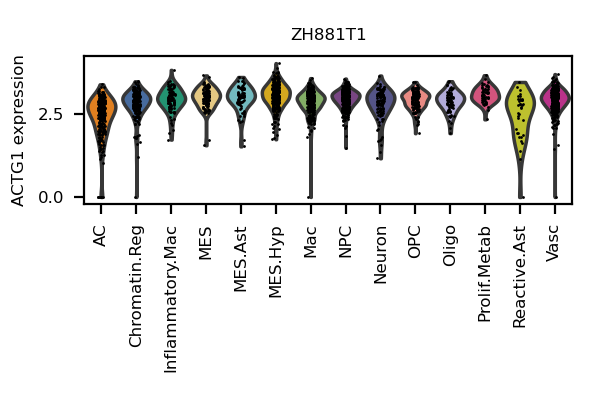 ZH881T1
ACTG1 expression
2.5
0.0
AC
Chromatin.Reg
Inflammatory.Mac
MES
MES.Ast
MES.Hyp
Mac
NPC
Neuron
OPC
Oligo
Prolif.Metab
Reactive.Ast
Vasc